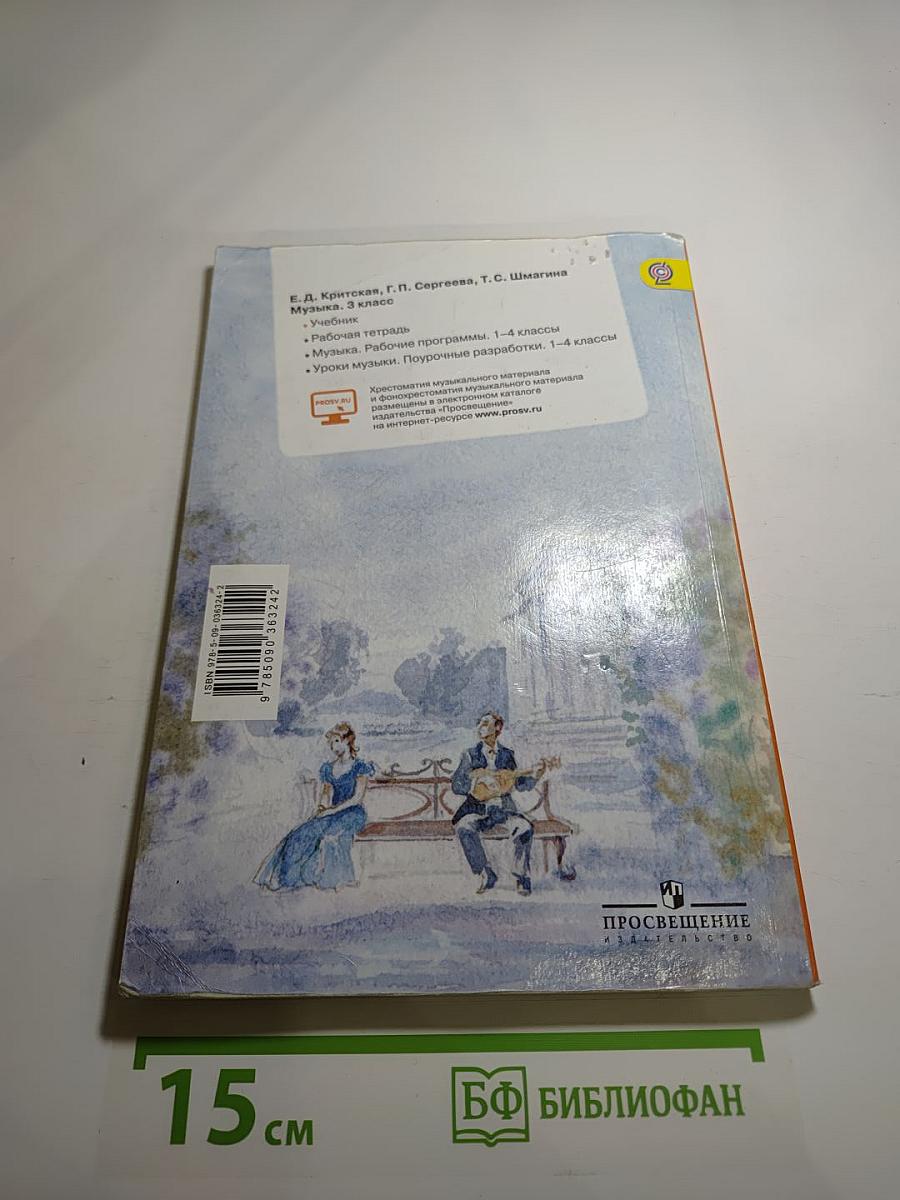 Е. Д. Критская, Г. П. Сергеева, Т. С. Шмагина
Музыка. 3 класс
• Учебник
• Рабочая тетрадь
• Музыка. Рабочие программы. 1–4 классы
• Уроки музыки. Поурочные разработки. 1–4 классы
PROSV.RU
Хрестоматия музыкального материала
и фонохрестоматия музыкального материала
размещены в электронном каталоге
издательства «Просвещение»
на интернет-ресурсе www.prosv.ru
ISBN 978-5-09-036324-2
9 785090 363242
ИП
ПРОСВЕЩЕНИЕ
ИЗДАТЕЛЬСТВО
15 см
БФ БИБЛИОФАН